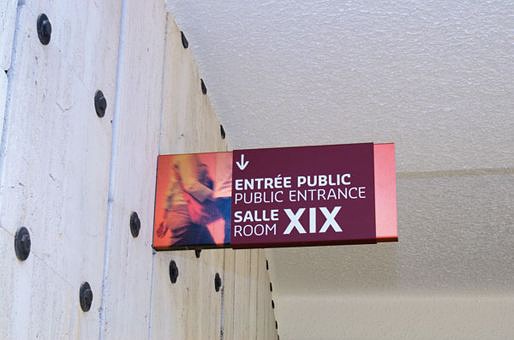 ↓
ENTRÉE PUBLIC
PUBLIC ENTRANCE
SALLE
ROOM
XIX